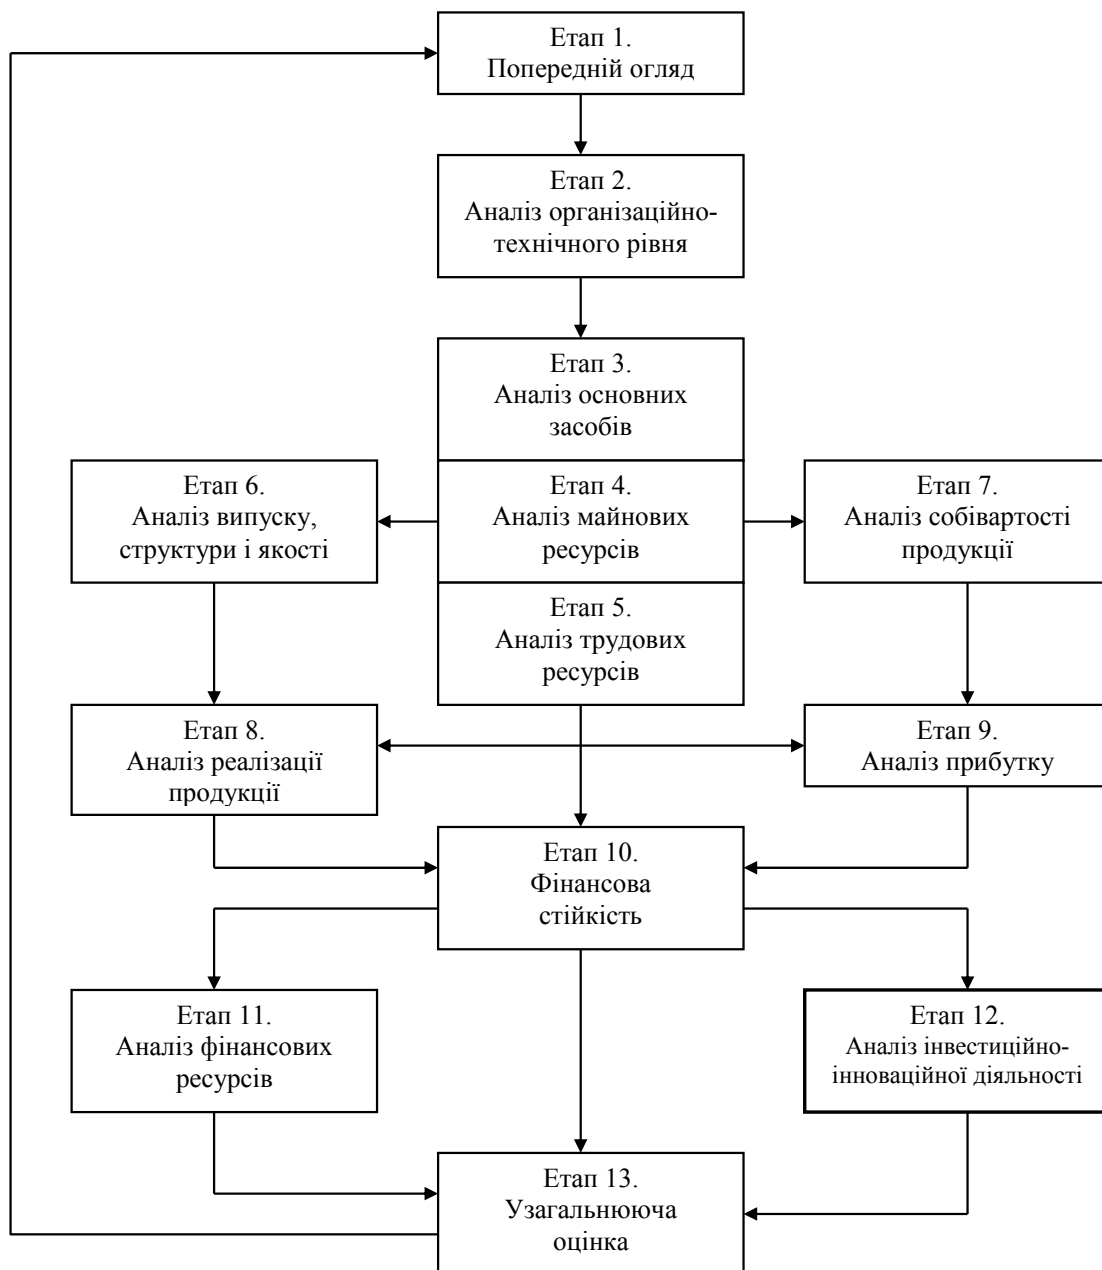 Етап 1.
Попередній огляд
Етап 2.
Аналіз організаційно-
технічного рівня
Етап 3.
Аналіз основних
засобів
Етап 6.
Аналіз випуску,
структури і якості
Етап 4.
Аналіз майнових
ресурсів
Етап 7.
Аналіз собівартості
продукції
Етап 5.
Аналіз трудових
ресурсів
Етап 8.
Аналіз реалізації
продукції
Етап 9.
Аналіз прибутку
Етап 10.
Фінансова
стійкість
Етап 11.
Аналіз фінансових
ресурсів
Етап 12.
Аналіз інвестиційно-
інноваційної діяльності
Етап 13.
Узагальнююча
оцінка